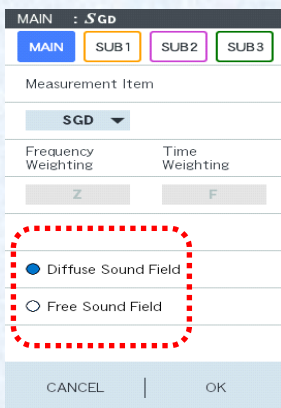 MAIN : SGD
MAIN SUB1 SUB2 SUB3
Measurement Item
SGD
Frequency Weighting Time Weighting
Z F
Diffuse Sound Field
Free Sound Field
CANCEL | OK